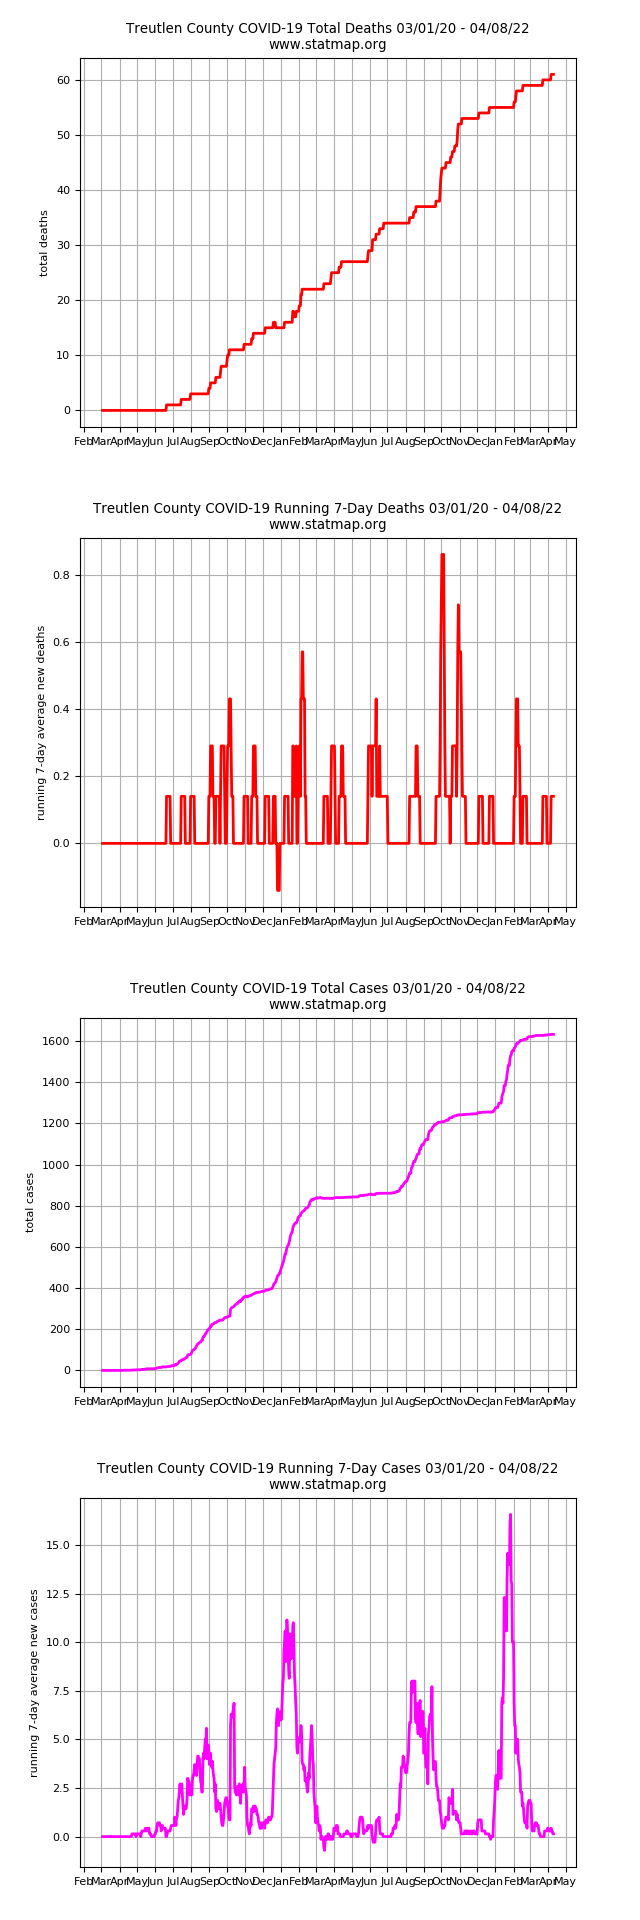 Treutlen County COVID-19 Total Deaths 03/01/20 - 04/08/22
www.statmap.org
60
50
40
30
20
10
0
total deaths
Feb Mar Apr May Jun Jul Aug Sep Oct Nov Dec Jan Feb Mar Apr May Jun Jul Aug Sep Oct Nov Dec Jan Feb Mar Apr May
Treutlen County COVID-19 Running 7-Day Deaths 03/01/20 - 04/08/22
www.statmap.org
0.8
0.6
0.4
0.2
0.0
running 7-day average new deaths
Feb Mar Apr May Jun Jul Aug Sep Oct Nov Dec Jan Feb Mar Apr May Jun Jul Aug Sep Oct Nov Dec Jan Feb Mar Apr May
Treutlen County COVID-19 Total Cases 03/01/20 - 04/08/22
www.statmap.org
1600
1400
1200
1000
800
600
400
200
0
total cases
Feb Mar Apr May Jun Jul Aug Sep Oct Nov Dec Jan Feb Mar Apr May Jun Jul Aug Sep Oct Nov Dec Jan Feb Mar Apr May
Treutlen County COVID-19 Running 7-Day Cases 03/01/20 - 04/08/22
www.statmap.org
15.0
12.5
10.0
7.5
5.0
2.5
0.0
running 7-day average new cases
Feb Mar Apr May Jun Jul Aug Sep Oct Nov Dec Jan Feb Mar Apr May Jun Jul Aug Sep Oct Nov Dec Jan Feb Mar Apr May